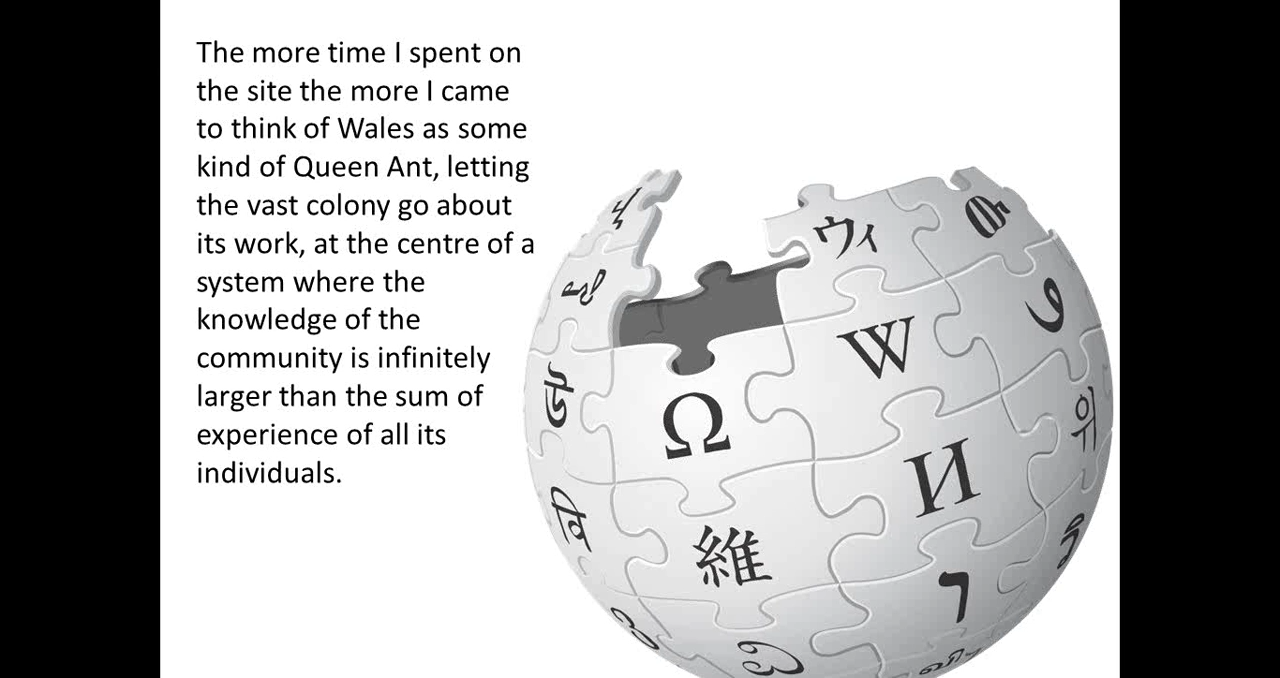 The more time I spent on
the site the more I came
to think of Wales as some
kind of Queen Ant, letting
the vast colony go about
its work, at the centre of a
system where the
knowledge of the
community is infinitely
larger than the sum of
experience of all its
individuals.
ウィ
W
Ω
위
И
維
वि
7